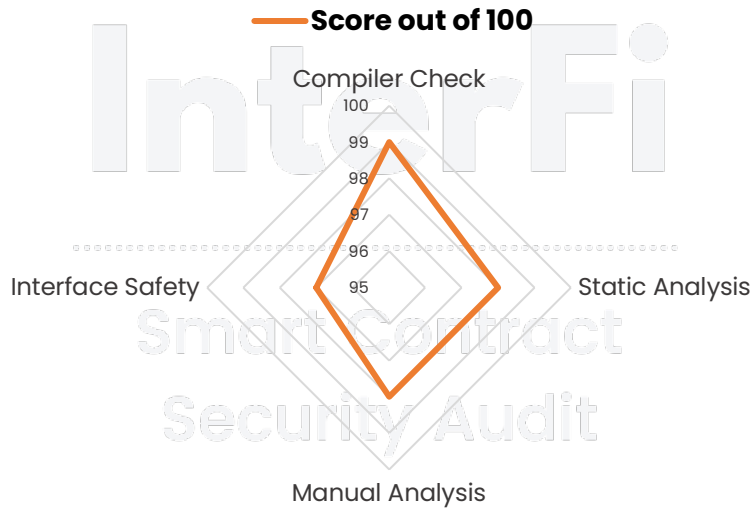 Score out of 100
InterFi
Compiler Check
100
99
98
97
96
95
Interface Safety
Static Analysis
Smart Contract
Security Audit
Manual Analysis